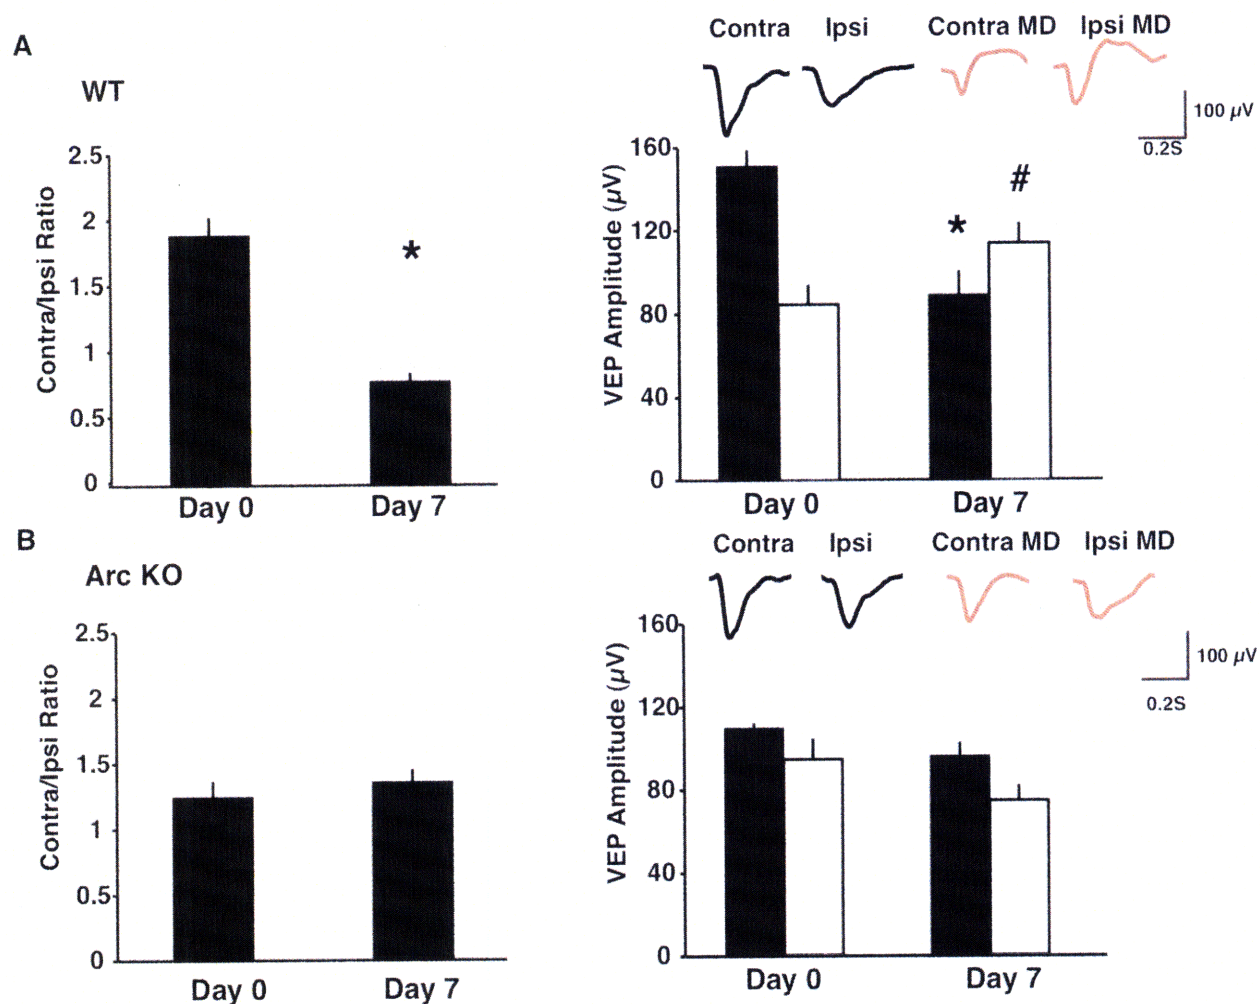 A
WT
Contra/Ipsi Ratio
2.5
2
1.5
1
0.5
0
Day 0 Day 7
*
Contra Ipsi Contra MD Ipsi MD
100 µV
0.2S
VEP Amplitude (µV)
160
120
80
40
0
* #
Day 0 Day 7
B
Arc KO
Contra/Ipsi Ratio
2.5
2
1.5
1
0.5
0
Day 0 Day 7
Contra Ipsi Contra MD Ipsi MD
100 µV
0.2S
VEP Amplitude (µV)
160
120
80
40
0
Day 0 Day 7